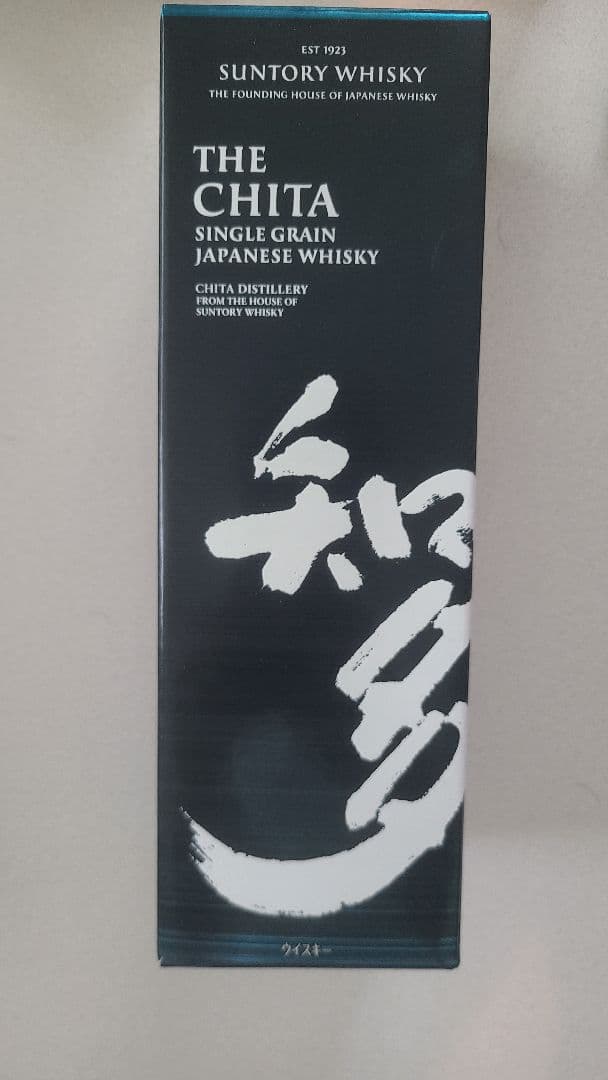 EST 1923
SUNTORY WHISKY
THE FOUNDING HOUSE OF JAPANESE WHISKY
THE
CHITA
SINGLE GRAIN
JAPANESE WHISKY
CHITA DISTILLERY
FROM THE HOUSE OF
SUNTORY WHISKY
知
多
ウイスキー